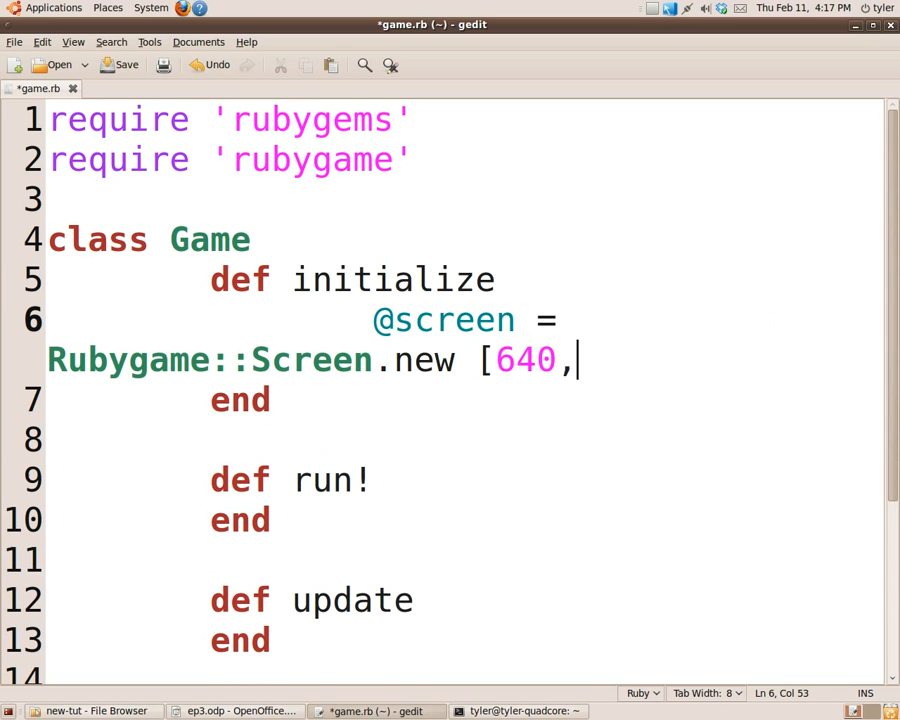 Applications Places System Thu Feb 11, 4:17 PM tyler
*game.rb (~) - gedit
File Edit View Search Tools Documents Help
Open Save Undo
*game.rb
1 require 'rubygems'
2 require 'rubygame'
3
4 class Game
5 def initialize
6 @screen =
Rubygame::Screen.new [640,
7 end
8
9 def run!
10 end
11
12 def update
13 end
14
Ruby Tab Width: 8 Ln 6, Col 53 INS
new-tut - File Browser ep3.odp - OpenOffice.... *game.rb (~) - gedit tyler@tyler-quadcore: ~